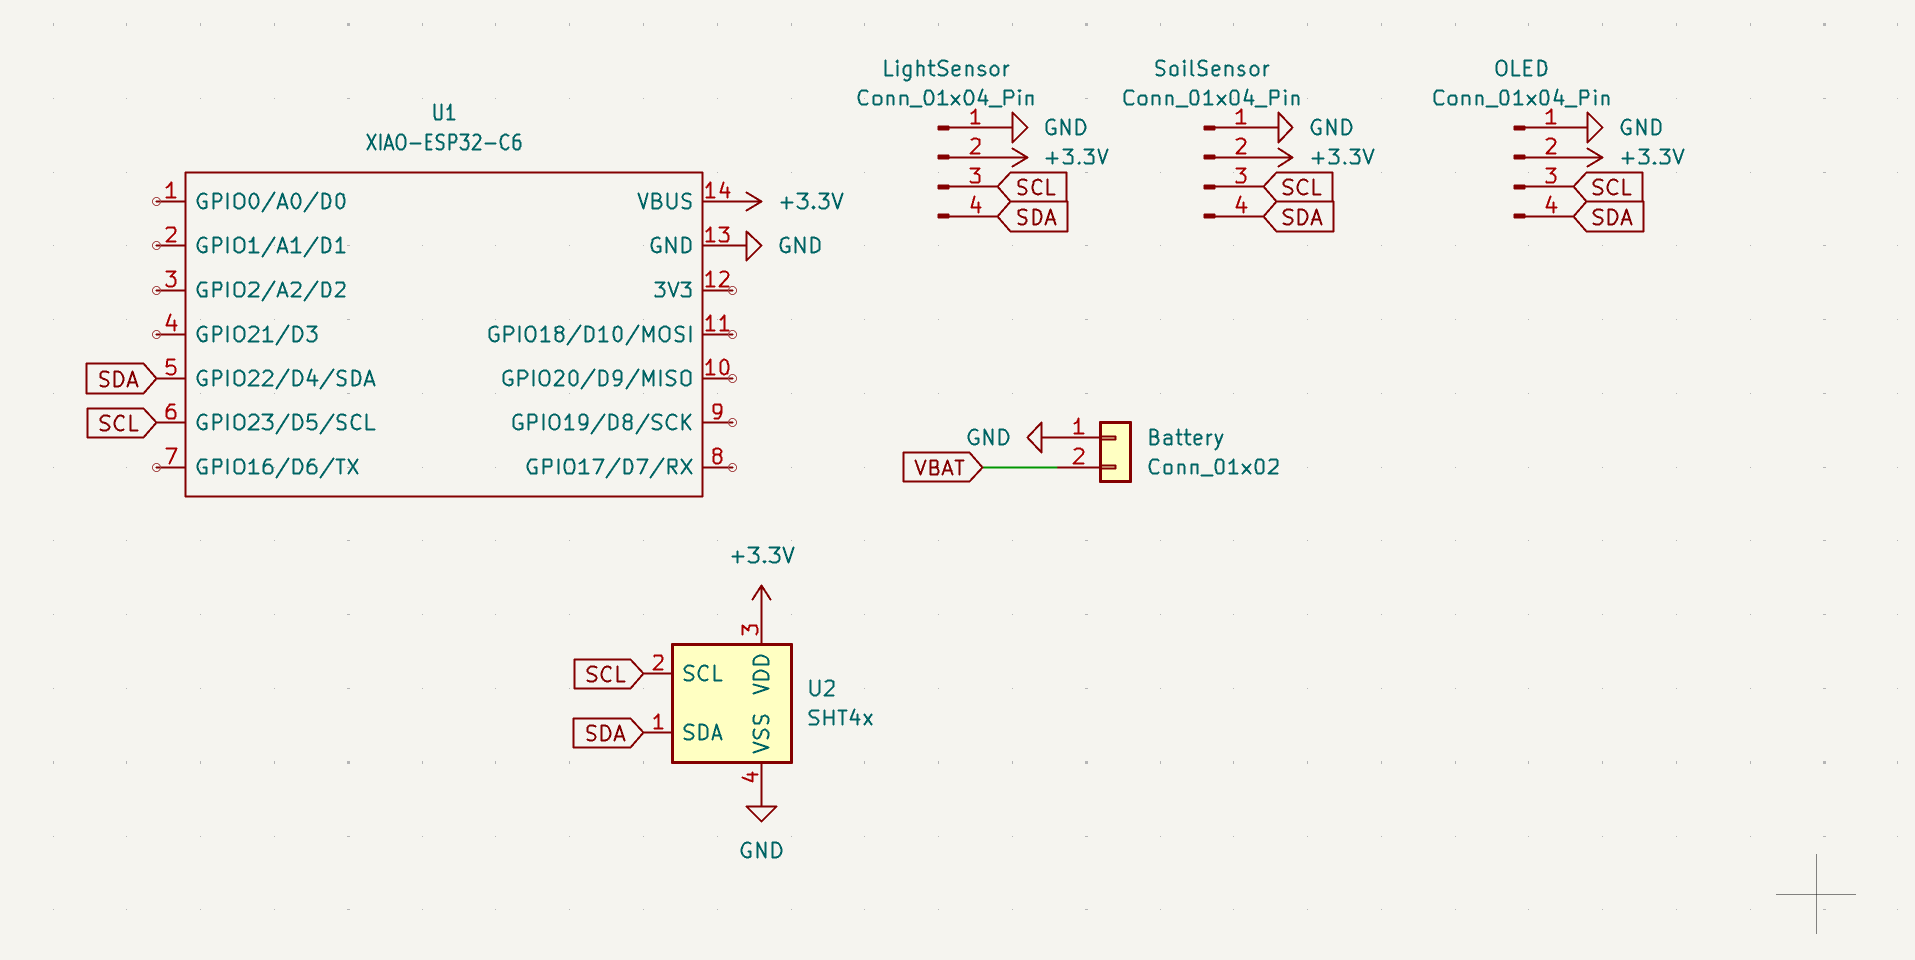 U1
XIAO-ESP32-C6
1 GPIO0/A0/D0
2 GPIO1/A1/D1
3 GPIO2/A2/D2
4 GPIO21/D3
SDA 5 GPIO22/D4/SDA
SCL 6 GPIO23/D5/SCL
7 GPIO16/D6/TX
VBUS 14 +3.3V
GND 13 GND
3V3 12
GPIO18/D10/MOSI 11
GPIO20/D9/MISO 10
GPIO19/D8/SCK 9
GPIO17/D7/RX 8
LightSensor
Conn_01x04_Pin
1 GND
2 +3.3V
3 SCL
4 SDA
SoilSensor
Conn_01x04_Pin
1 GND
2 +3.3V
3 SCL
4 SDA
OLED
Conn_01x04_Pin
1 GND
2 +3.3V
3 SCL
4 SDA
GND 1 Battery
VBAT 2 Conn_01x02
+3.3V
3
SCL 2 SCL VDD
U2
SHT4x
SDA 1 SDA VSS
4
GND